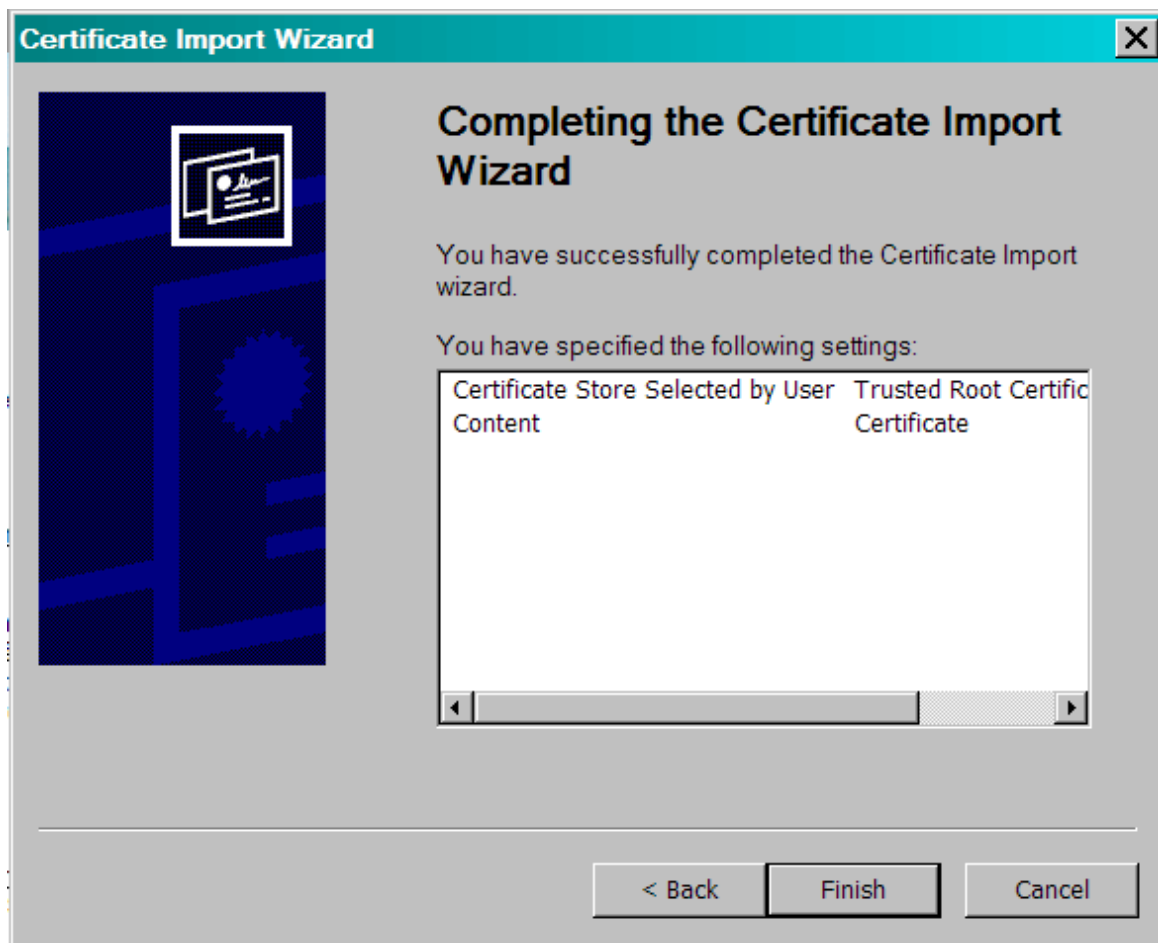 Certificate Import Wizard
Completing the Certificate Import
Wizard
You have successfully completed the Certificate Import
wizard.
You have specified the following settings:
Certificate Store Selected by User Trusted Root Certific
Content Certificate
< Back Finish Cancel